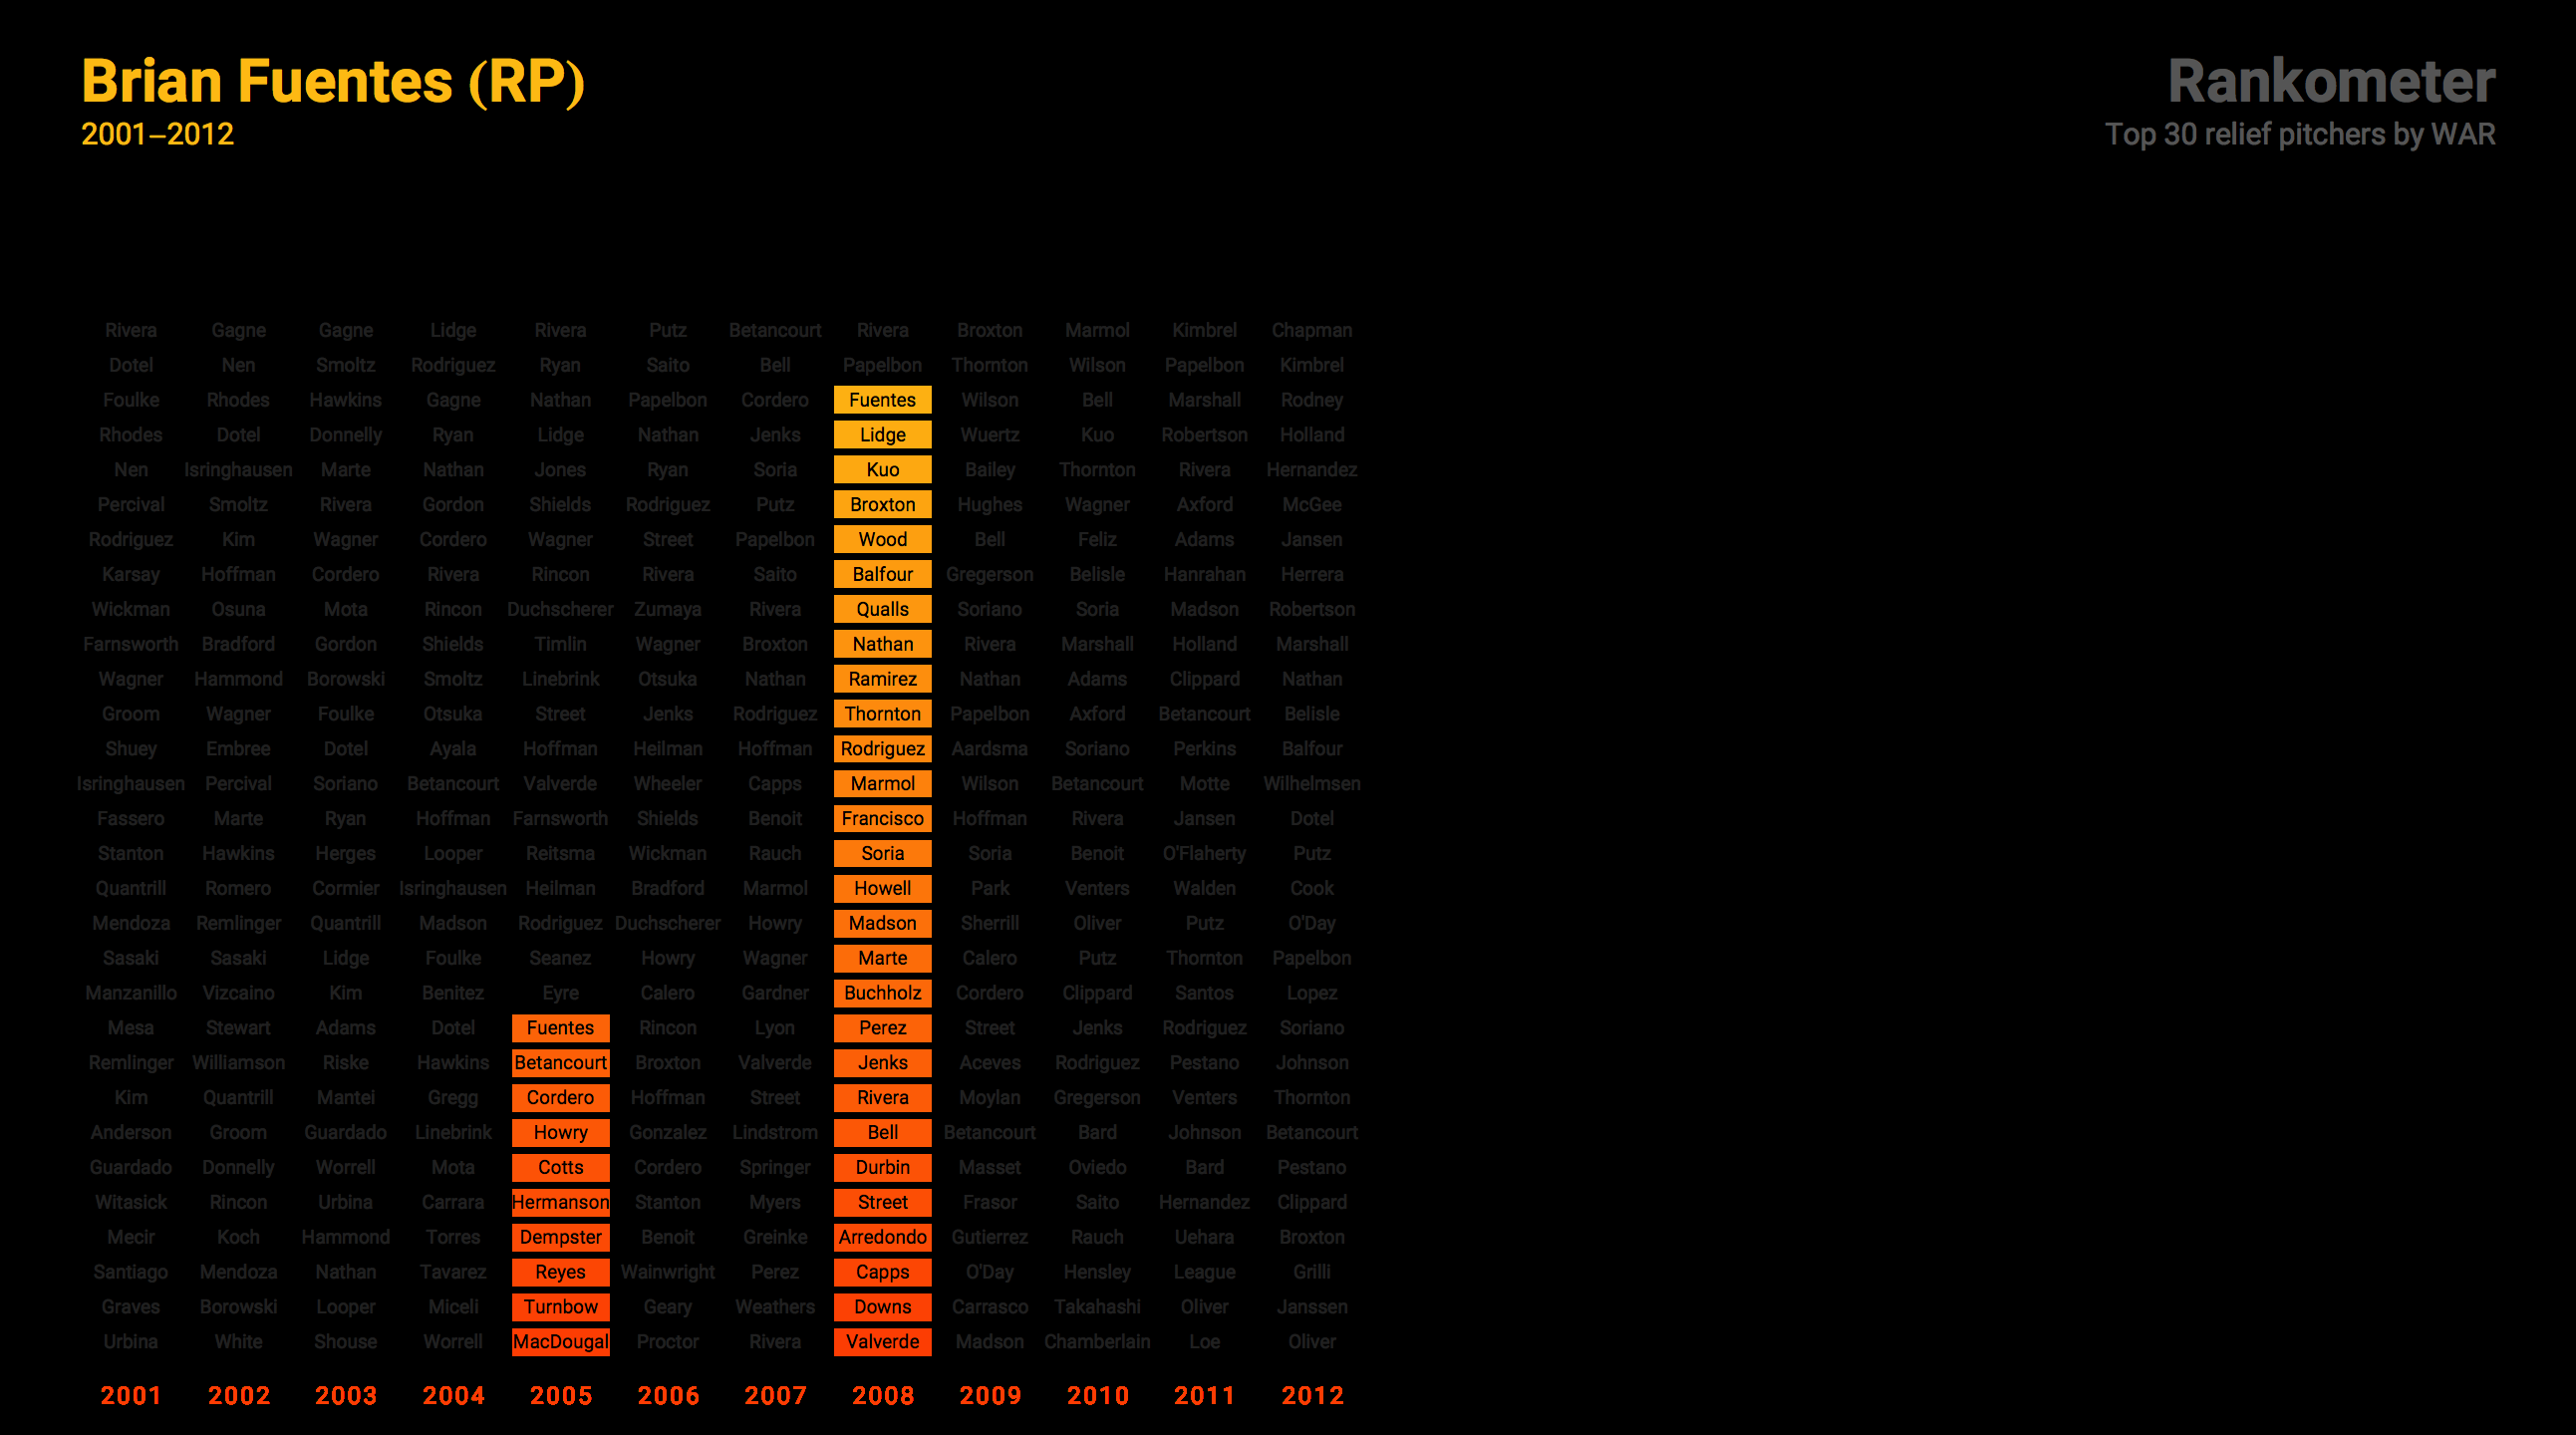 Brian Fuentes (RP)
2001–2012
Rankometer
Top 30 relief pitchers by WAR
Rivera Gagne Gagne Lidge Rivera Putz Betancourt Rivera Broxton Marmol Kimbrel Chapman
Dotel Nen Smoltz Rodriguez Ryan Saito Bell Papelbon Thornton Wilson Papelbon Kimbrel
Foulke Rhodes Hawkins Gagne Nathan Papelbon Cordero Fuentes Wilson Bell Marshall Rodney
Rhodes Dotel Donnelly Ryan Lidge Nathan Jenks Lidge Wuertz Kuo Robertson Holland
Nen Isringhausen Marte Nathan Jones Ryan Soria Kuo Bailey Thornton Rivera Hernandez
Percival Smoltz Rivera Gordon Shields Rodriguez Putz Broxton Hughes Wagner Axford McGee
Rodriguez Kim Wagner Cordero Wagner Street Papelbon Wood Bell Feliz Adams Jansen
Karsay Hoffman Cordero Rivera Rincon Rivera Saito Balfour Gregerson Belisle Hanrahan Herrera
Wickman Osuna Mota Rincon Duchscherer Zumaya Rivera Qualls Soriano Soria Madson Robertson
Farnsworth Bradford Gordon Shields Timlin Wagner Broxton Nathan Rivera Marshall Holland Marshall
Wagner Hammond Borowski Smoltz Linebrink Otsuka Nathan Ramirez Nathan Adams Clippard Nathan
Groom Wagner Foulke Otsuka Street Jenks Rodriguez Thornton Papelbon Axford Betancourt Belisle
Shuey Embree Dotel Ayala Hoffman Heilman Hoffman Rodriguez Aardsma Soriano Perkins Balfour
Isringhausen Percival Soriano Betancourt Valverde Wheeler Capps Marmol Wilson Betancourt Motte Wilhelmsen
Fassero Marte Ryan Hoffman Farnsworth Shields Benoit Francisco Hoffman Rivera Jansen Dotel
Stanton Hawkins Herges Looper Reitsma Wickman Rauch Soria Soria Benoit O'Flaherty Putz
Quantrill Romero Cormier Isringhausen Heilman Bradford Marmol Howell Park Venters Walden Cook
Mendoza Remlinger Quantrill Madson Rodriguez Duchscherer Howry Madson Sherrill Oliver Putz O'Day
Sasaki Sasaki Lidge Foulke Seanez Howry Wagner Marte Calero Putz Thornton Papelbon
Manzanillo Vizcaino Kim Benitez Eyre Calero Gardner Buchholz Cordero Clippard Santos Lopez
Mesa Stewart Adams Dotel Fuentes Rincon Lyon Perez Street Jenks Rodriguez Soriano
Remlinger Williamson Riske Hawkins Betancourt Broxton Valverde Jenks Aceves Rodriguez Pestano Johnson
Kim Quantrill Mantei Gregg Cordero Hoffman Street Rivera Moylan Gregerson Venters Thornton
Anderson Groom Guardado Linebrink Howry Gonzalez Lindstrom Bell Betancourt Bard Johnson Betancourt
Guardado Donnelly Worrell Mota Cotts Cordero Springer Durbin Masset Oviedo Bard Pestano
Witasick Rincon Urbina Carrara Hermanson Stanton Myers Street Frasor Saito Hernandez Clippard
Mecir Koch Hammond Torres Dempster Benoit Greinke Arredondo Gutierrez Rauch Uehara Broxton
Santiago Mendoza Nathan Tavarez Reyes Wainwright Perez Capps O'Day Hensley League Grilli
Graves Borowski Looper Miceli Turnbow Geary Weathers Downs Carrasco Takahashi Oliver Janssen
Urbina White Shouse Worrell MacDougal Proctor Rivera Valverde Madson Chamberlain Loe Oliver
2001 2002 2003 2004 2005 2006 2007 2008 2009 2010 2011 2012